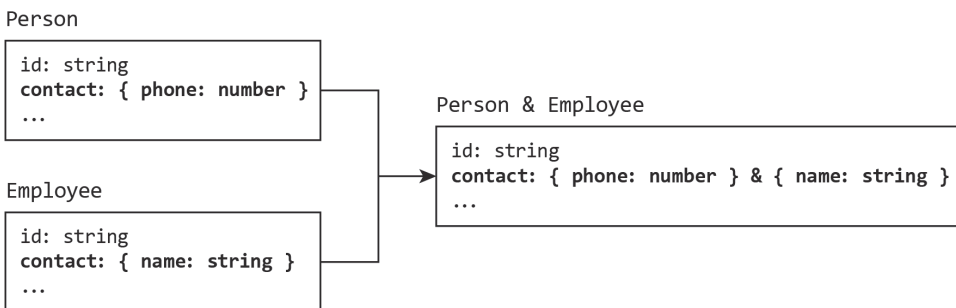 Person
id: string
contact: { phone: number }
...
Employee
id: string
contact: { name: string }
...
Person & Employee
id: string
contact: { phone: number } & { name: string }
...